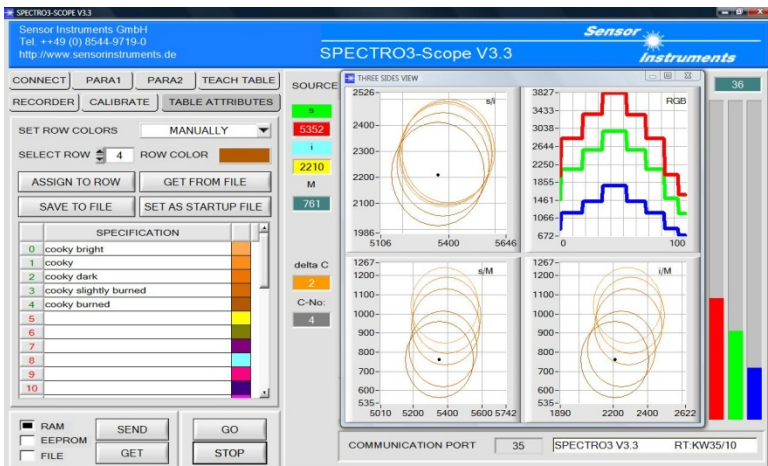 SPECTRO3-SCOPE V3.3
Sensor Instruments GmbH
Tel. ++49 (0) 8544-9719-0
http://www.sensorinstruments.de
SPECTRO3-Scope V3.3
Sensor
Instruments
CONNECT PARA1 PARA2 TEACH TABLE
RECORDER CALIBRATE TABLE ATTRIBUTES
SET ROW COLORS MANUALLY
SELECT ROW 4 ROW COLOR
ASSIGN TO ROW GET FROM FILE
SAVE TO FILE SET AS STARTUP FILE
SPECIFICATION
0 cooky bright
1 cooky
2 cooky dark
3 cooky slightly burned
4 cooky burned
5
6
7
8
9
10
RAM
EEPROM
FILE
SEND
GET
GO
STOP
SOURCE
s
5352
i
2210
M
761
delta C
2
C-No:
4
THREE SIDES VIEW
s/i
2526
2400
2300
2200
2100
1986
5106 5400 5646
RGB
3827
3433
3038
2644
2250
1855
1461
1066
672
0 100
s/M
1267
1200
1100
1000
900
800
700
600
535
5010 5200 5400 5600 5742
i/M
1267
1200
1100
1000
900
800
700
600
535
1890 2200 2400 2622
36
COMMUNICATION PORT 35 SPECTRO3 V3.3 RT:KW35/10